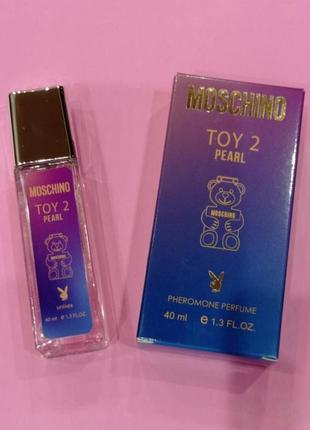 MOSCHINO
TOY 2
PEARL
MOSCHINO
unisex
40 ml e 1.3 FL.OZ.
MOSCHINO
TOY 2
PEARL
MOSCHINO
PHEROMONE PERFUME
40 ml e 1.3 FL.OZ.